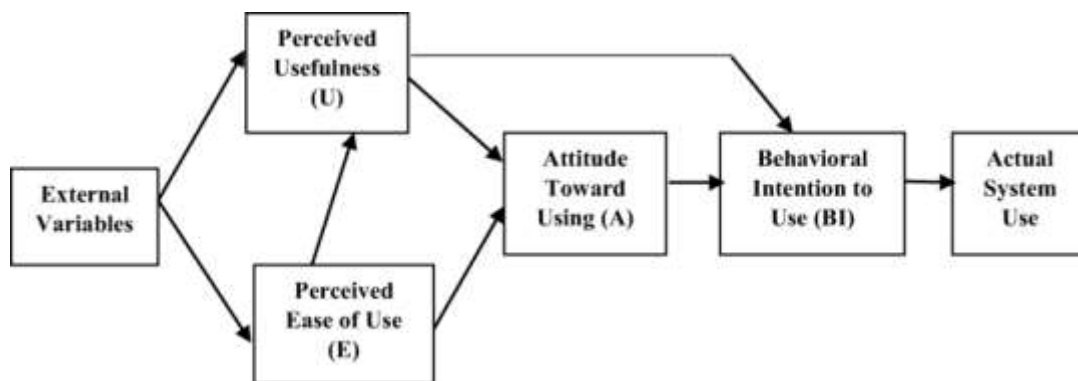 Perceived
Usefulness
(U)
External
Variables
Perceived
Ease of Use
(E)
Attitude
Toward
Using (A)
Behavioral
Intention to
Use (BI)
Actual
System
Use